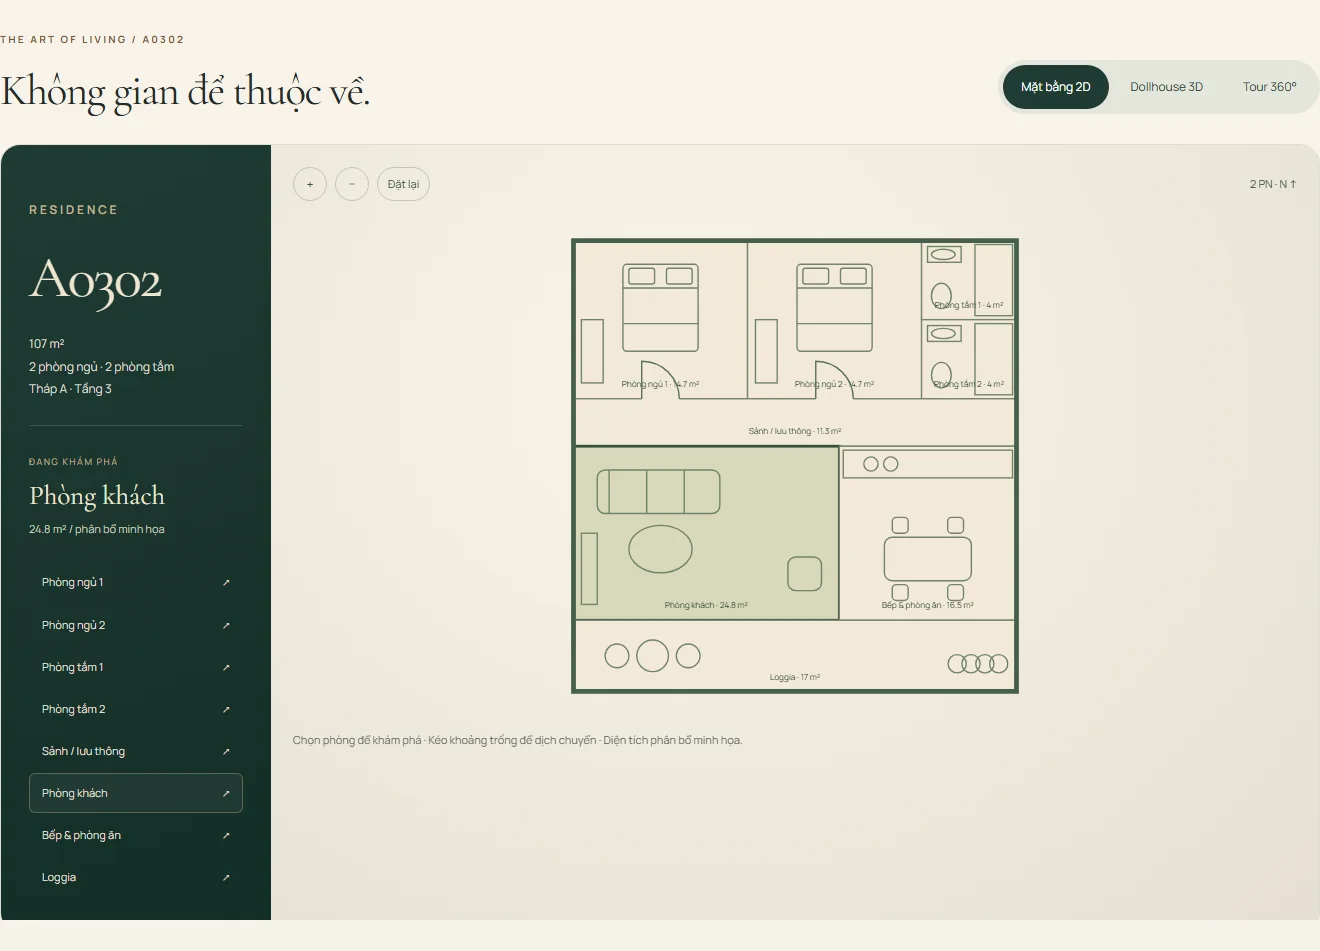 THE ART OF LIVING / A0302
Không gian để thuộc về.
Mặt bằng 2D
Dollhouse 3D
Tour 360°
RESIDENCE
A0302
107 m²
2 phòng ngủ · 2 phòng tắm
Tháp A · Tầng 3
ĐANG KHÁM PHÁ
Phòng khách
24.8 m² / phân bổ minh họa
Phòng ngủ 1 ↗
Phòng ngủ 2 ↗
Phòng tắm 1 ↗
Phòng tắm 2 ↗
Sảnh / lưu thông ↗
Phòng khách ↗
Bếp & phòng ăn ↗
Loggia ↗
+
−
Đặt lại
2 PN · N ↑
Phòng tắm 1 · 4 m²
Phòng ngủ 1 · 14.7 m²
Phòng ngủ 2 · 14.7 m²
Phòng tắm 2 · 4 m²
Sảnh / lưu thông · 11.3 m²
Phòng khách · 24.8 m²
Bếp & phòng ăn · 16.5 m²
Loggia · 17 m²
Chọn phòng để khám phá · Kéo khoảng trống để dịch chuyển · Diện tích phân bổ minh họa.